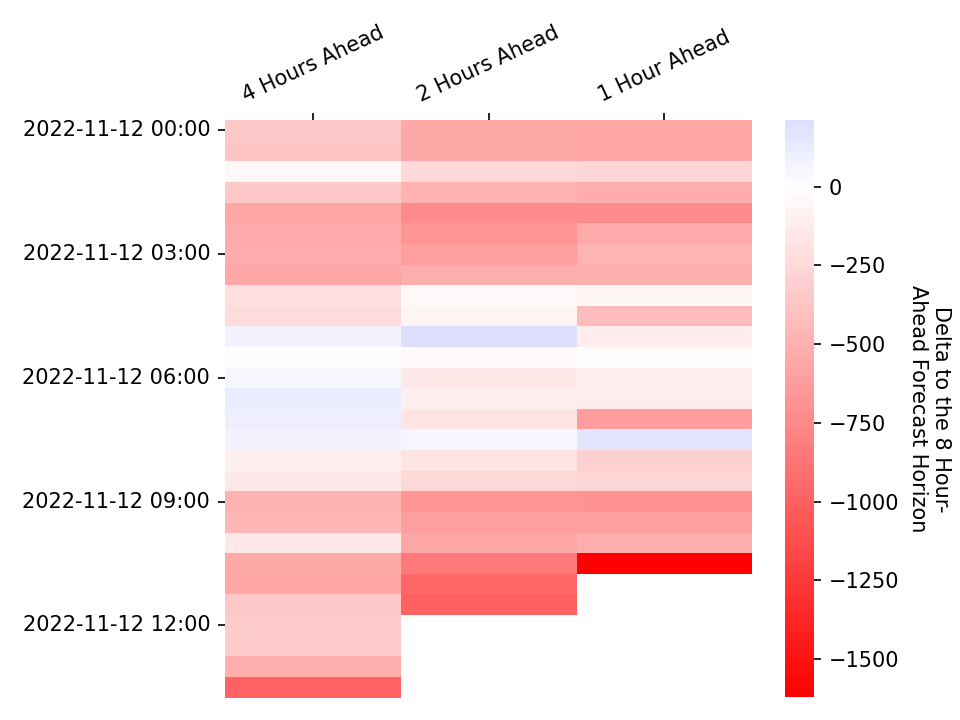 4 Hours Ahead
2 Hours Ahead
1 Hour Ahead
2022-11-12 00:00
2022-11-12 03:00
2022-11-12 06:00
2022-11-12 09:00
2022-11-12 12:00
0
−250
−500
−750
−1000
−1250
−1500
Delta to the 8 Hour-
Ahead Forecast Horizon